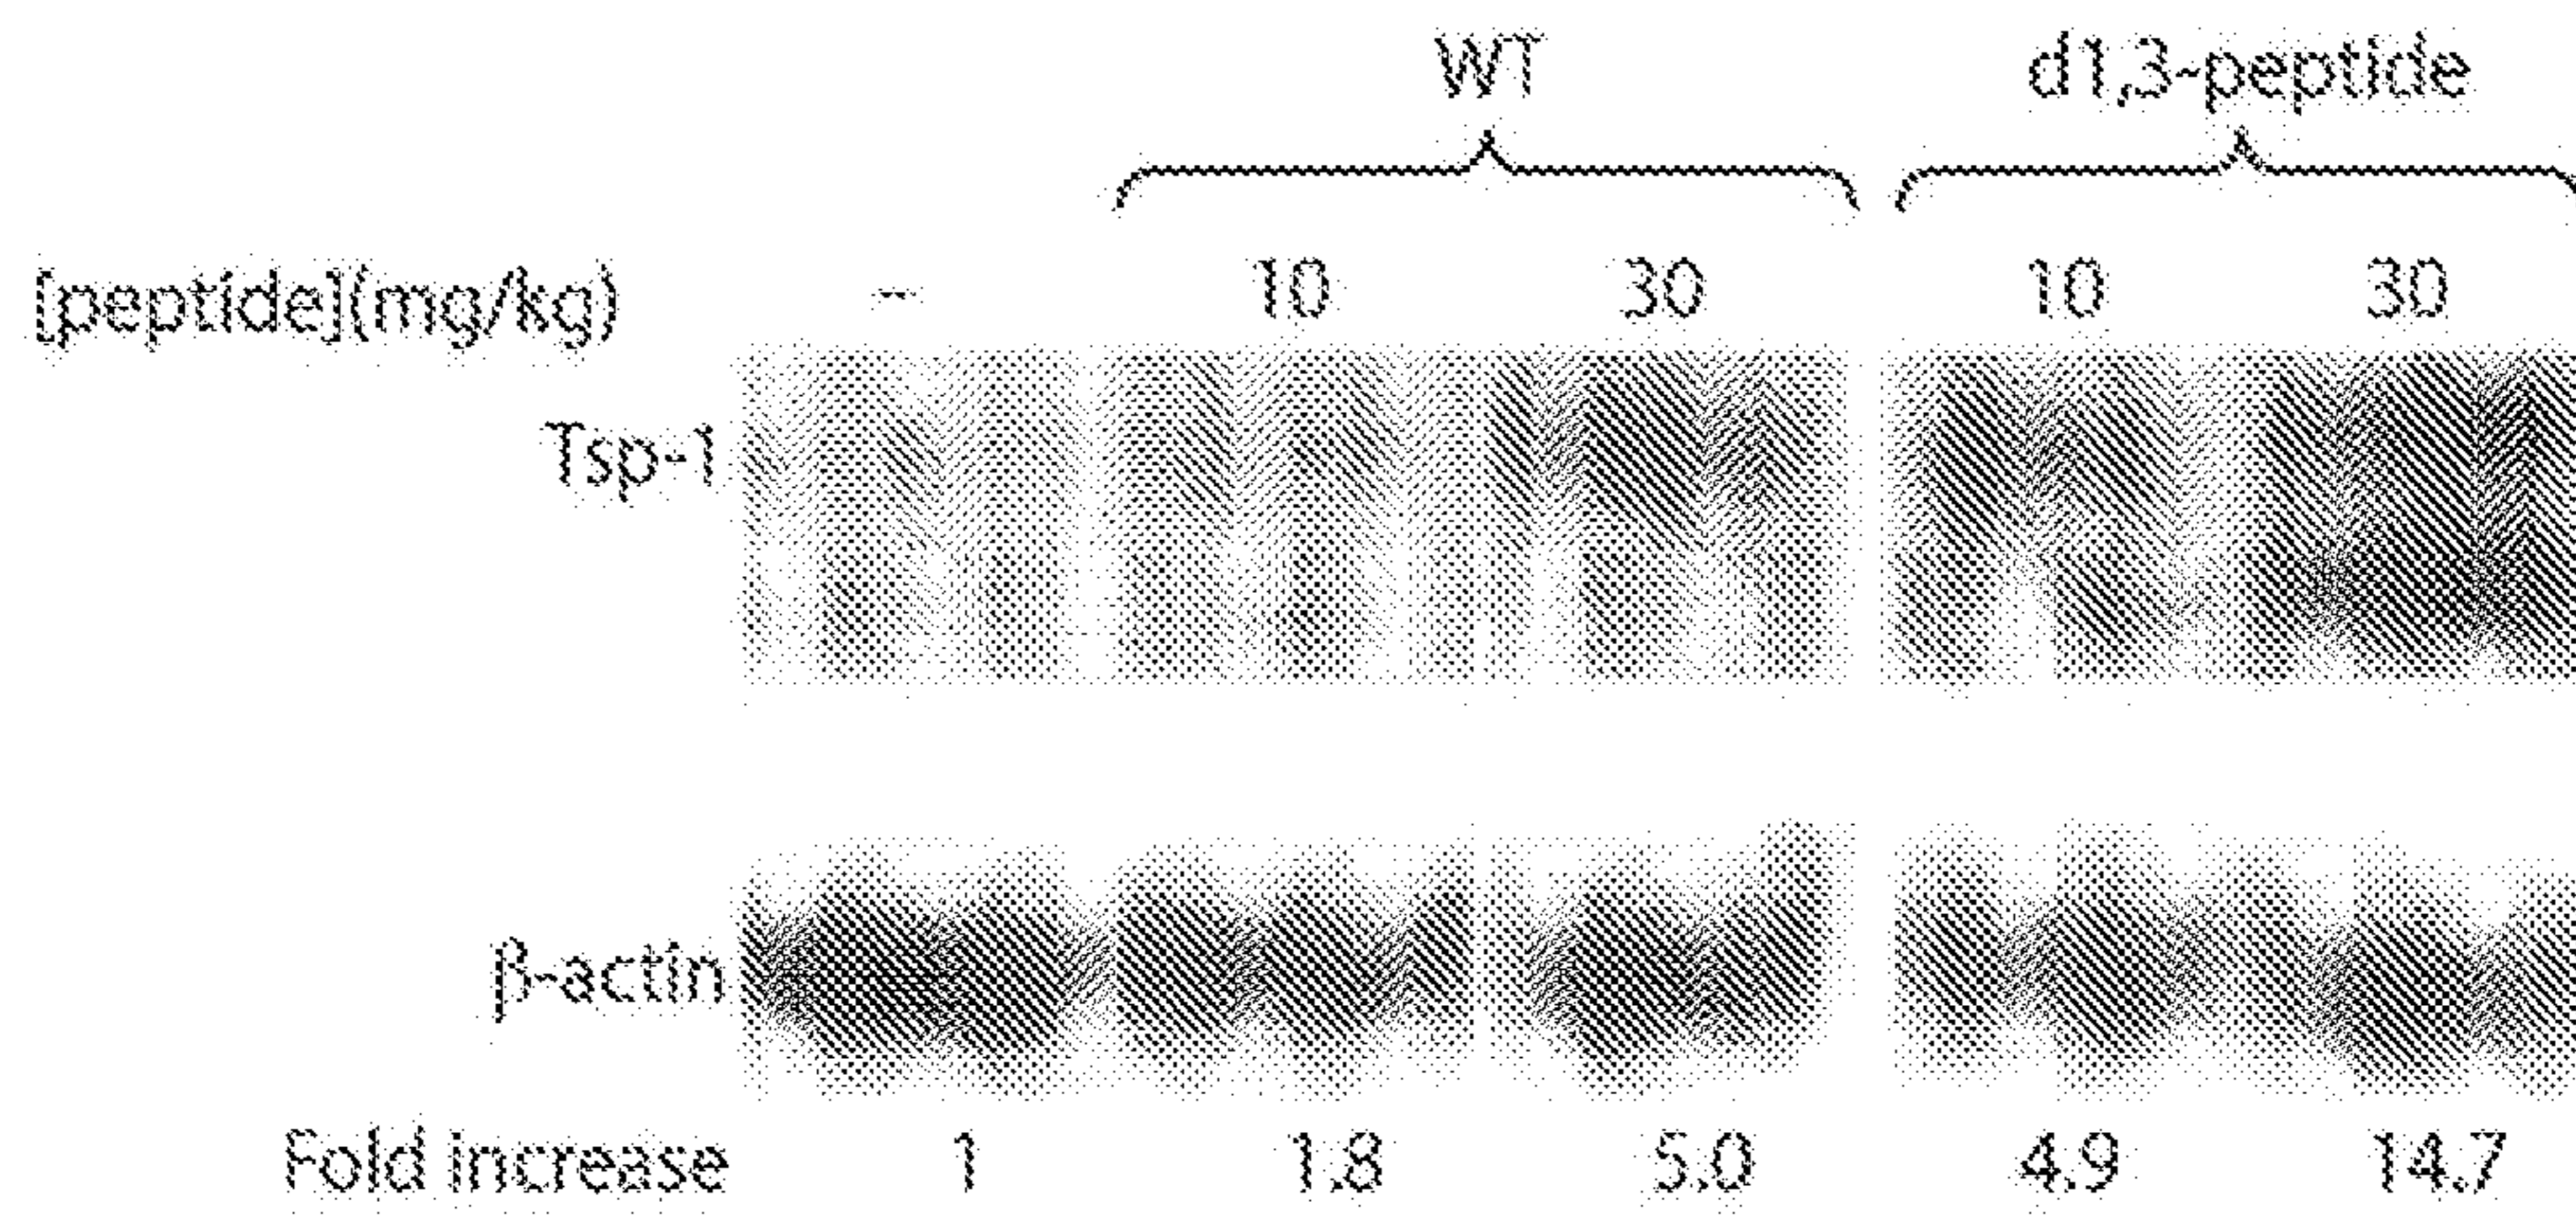 WT d1,3-peptide
[peptide](mg/kg) - 10 30 10 30
Tsp-1
β-actin
Fold increase 1 1.8 5.0 4.9 14.7